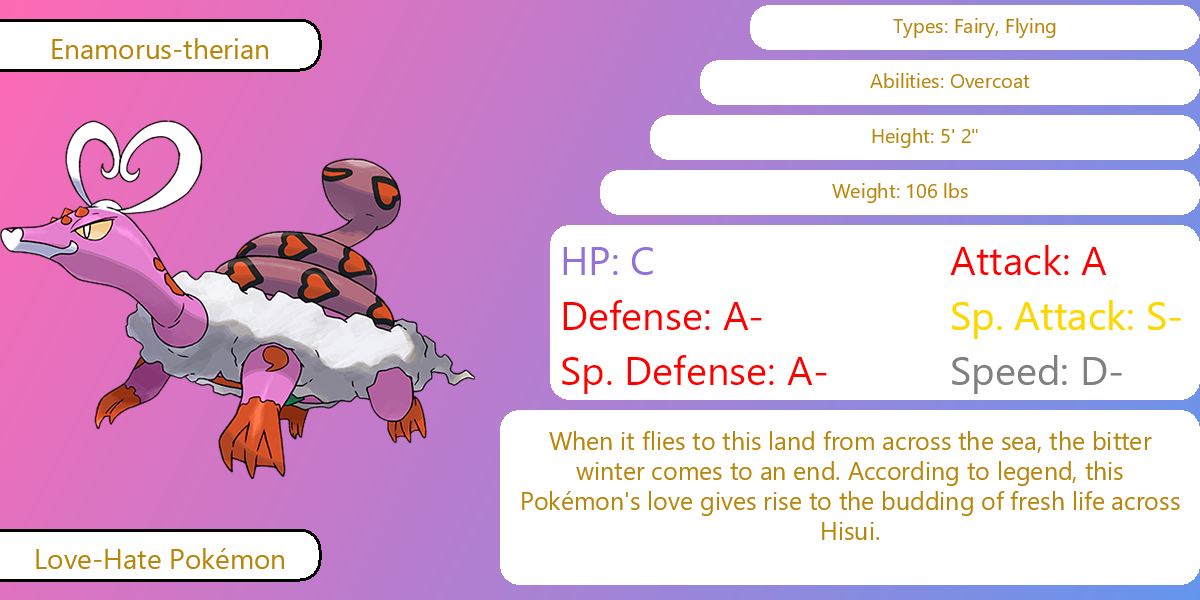 Enamorus-therian
Types: Fairy, Flying
Abilities: Overcoat
Height: 5' 2"
Weight: 106 lbs
HP: C
Attack: A
Defense: A-
Sp. Attack: S-
Sp. Defense: A-
Speed: D-
When it flies to this land from across the sea, the bitter
winter comes to an end. According to legend, this
Pokémon's love gives rise to the budding of fresh life across
Hisui.
Love-Hate Pokémon